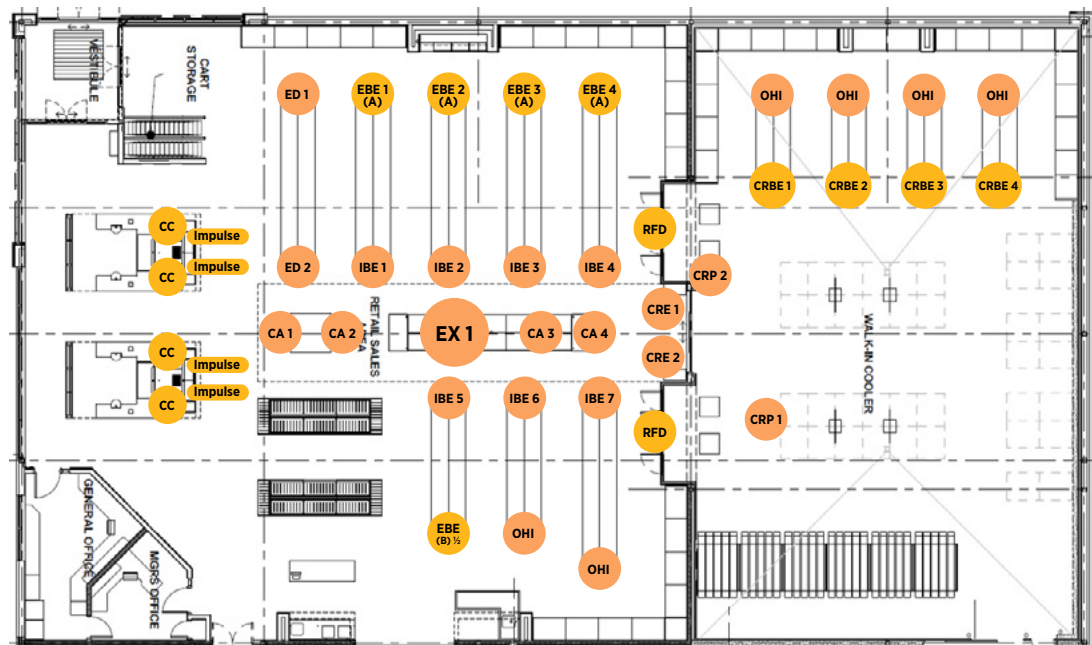 VESTIBULE
CART
STORAGE
ED 1
EBE 1
(A)
EBE 2
(A)
EBE 3
(A)
EBE 4
(A)
OHI
OHI
OHI
OHI
CRBE 1
CRBE 2
CRBE 3
CRBE 4
CC
Impulse
Impulse
CC
RFD
ED 2
IBE 1
IBE 2
IBE 3
IBE 4
CRP 2
CRE 1
RETAIL SALES
CA 1
CA 2
EX 1
CA 3
CA 4
CRE 2
WALK-IN COOLER
CC
Impulse
Impulse
CC
IBE 5
IBE 6
IBE 7
RFD
CRP 1
GENERAL OFFICE
MGRS OFFICE
EBE
(B) ½
OHI
OHI